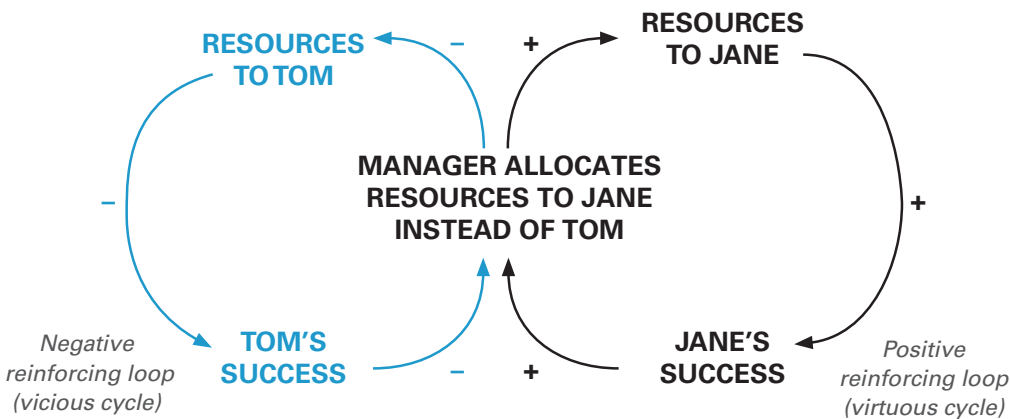 RESOURCES
TO TOM
–
+
RESOURCES
TO JANE
MANAGER ALLOCATES
RESOURCES TO JANE
INSTEAD OF TOM
–
+
Negative
reinforcing loop
(vicious cycle)
TOM'S
SUCCESS
–
+
JANE'S
SUCCESS
Positive
reinforcing loop
(virtuous cycle)